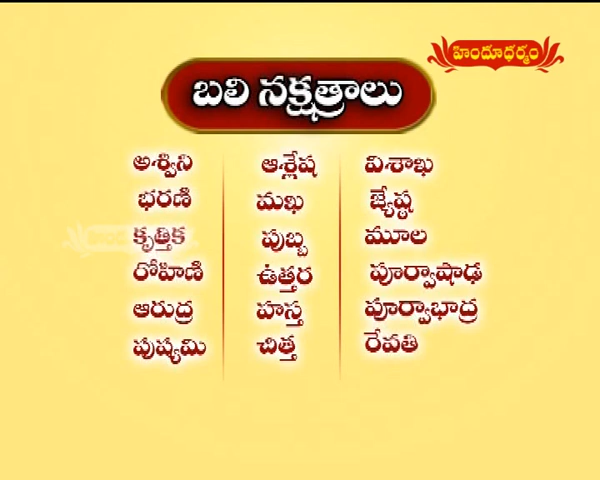 హిందూధర్మం
బలి నక్షత్రాలు
అశ్విని ఆశ్లేష విశాఖ
భరణి మఖ జ్యేష్ఠ
కృత్తిక పుబ్బ మూల
రోహిణి ఉత్తర పూర్వాషాఢ
ఆరుద్ర హస్త పూర్వాభాద్ర
పుష్యమి చిత్త రేవతి